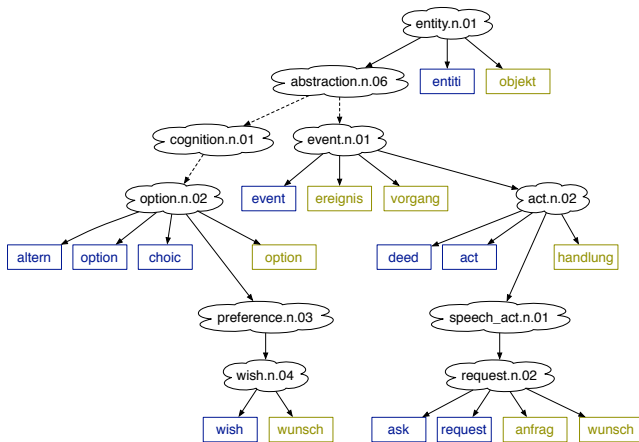 entity.n.01
abstraction.n.06 entiti objekt
cognition.n.01 event.n.01
option.n.02 event ereignis vorgang act.n.02
altern option choic option deed act handlung
preference.n.03 speech_act.n.01
wish.n.04 request.n.02
wish wunsch ask request anfrag wunsch